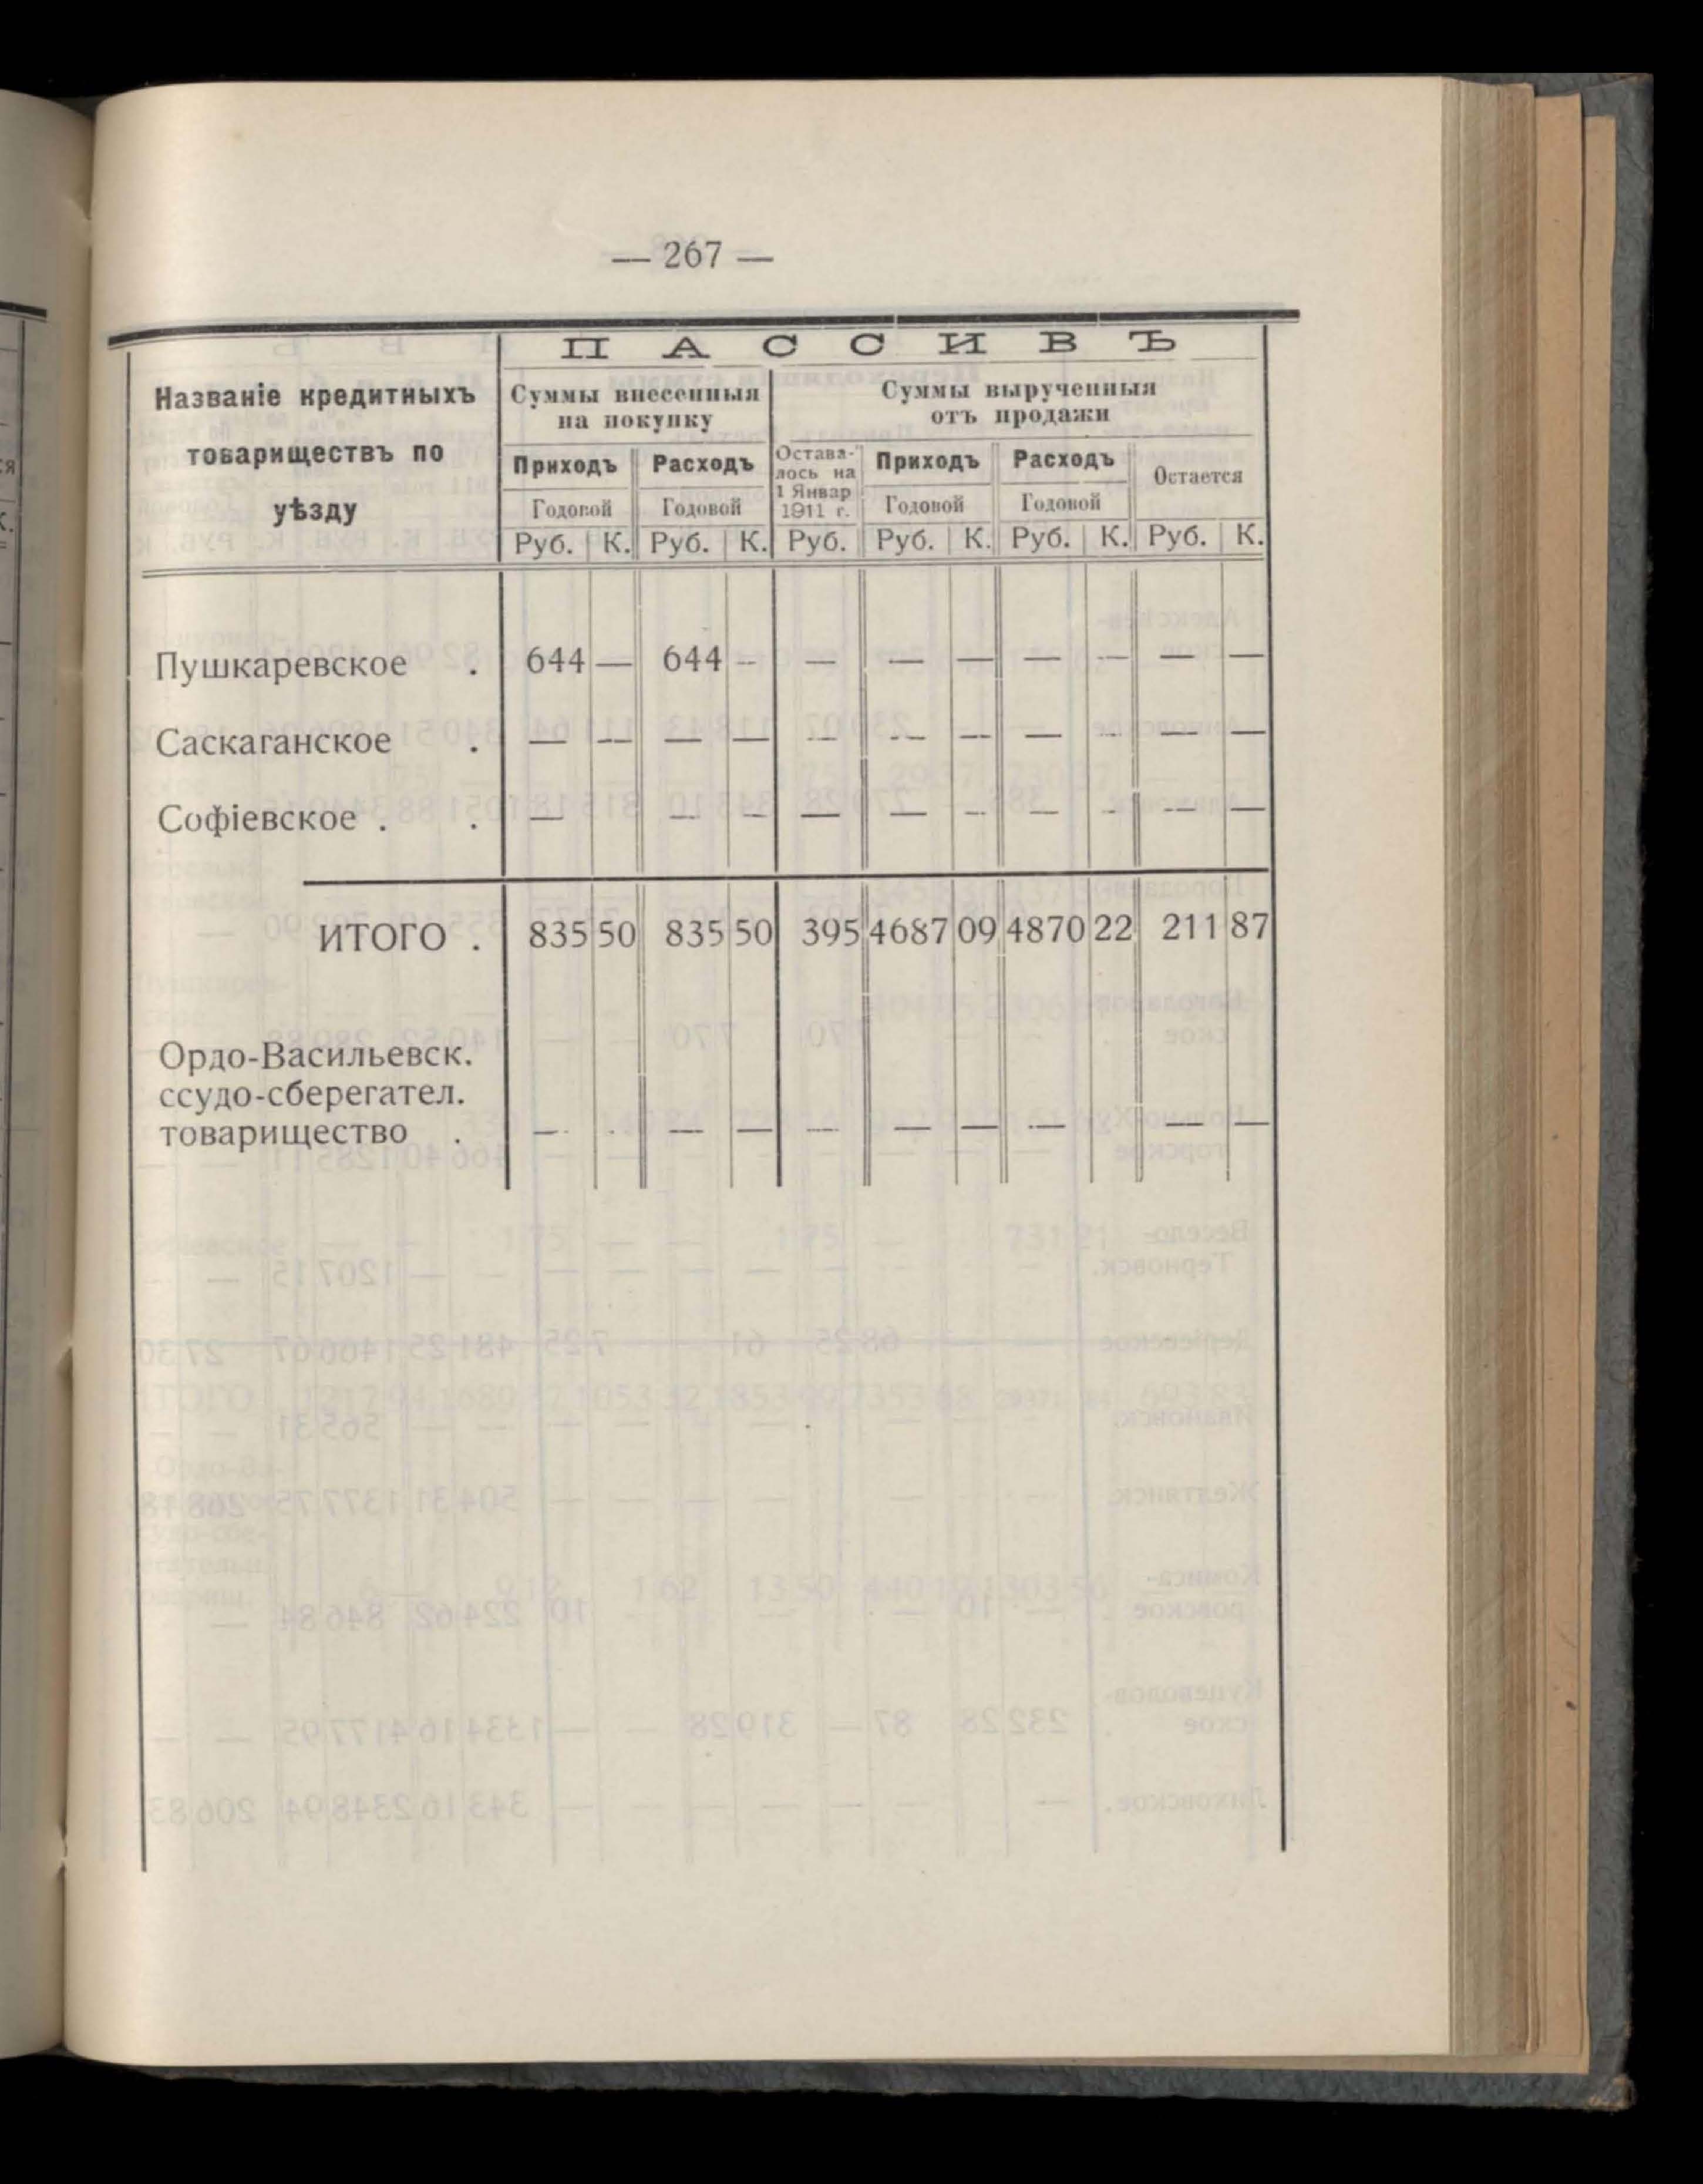 — 267 —
ПАССИВЪ
Названіе кредитныхъ
товариществъ по
уѣзду
Суммы внесенныя
на покупку
Суммы вырученныя
отъ продажи
Приходъ Расходъ Остава-
лось на
1 Январ
1911 г. Приходъ Расходъ Остается
Годовой Годовой Годовой Годовой
Руб. К. Руб. К. Руб. Руб. К. Руб. К. Руб. К.
Пушкаревское . 644 — 644 — — — — — — — —
Саскаганское . — — — — — — — — — — —
Софіевское . . — — — — — — — — — —
ИТОГО . 835 50 835 50 395 4687 09 4870 22 211 87
Ордо-Васильевск.
ссудо-сберегател.
товарищество . — . — — — — — — — —